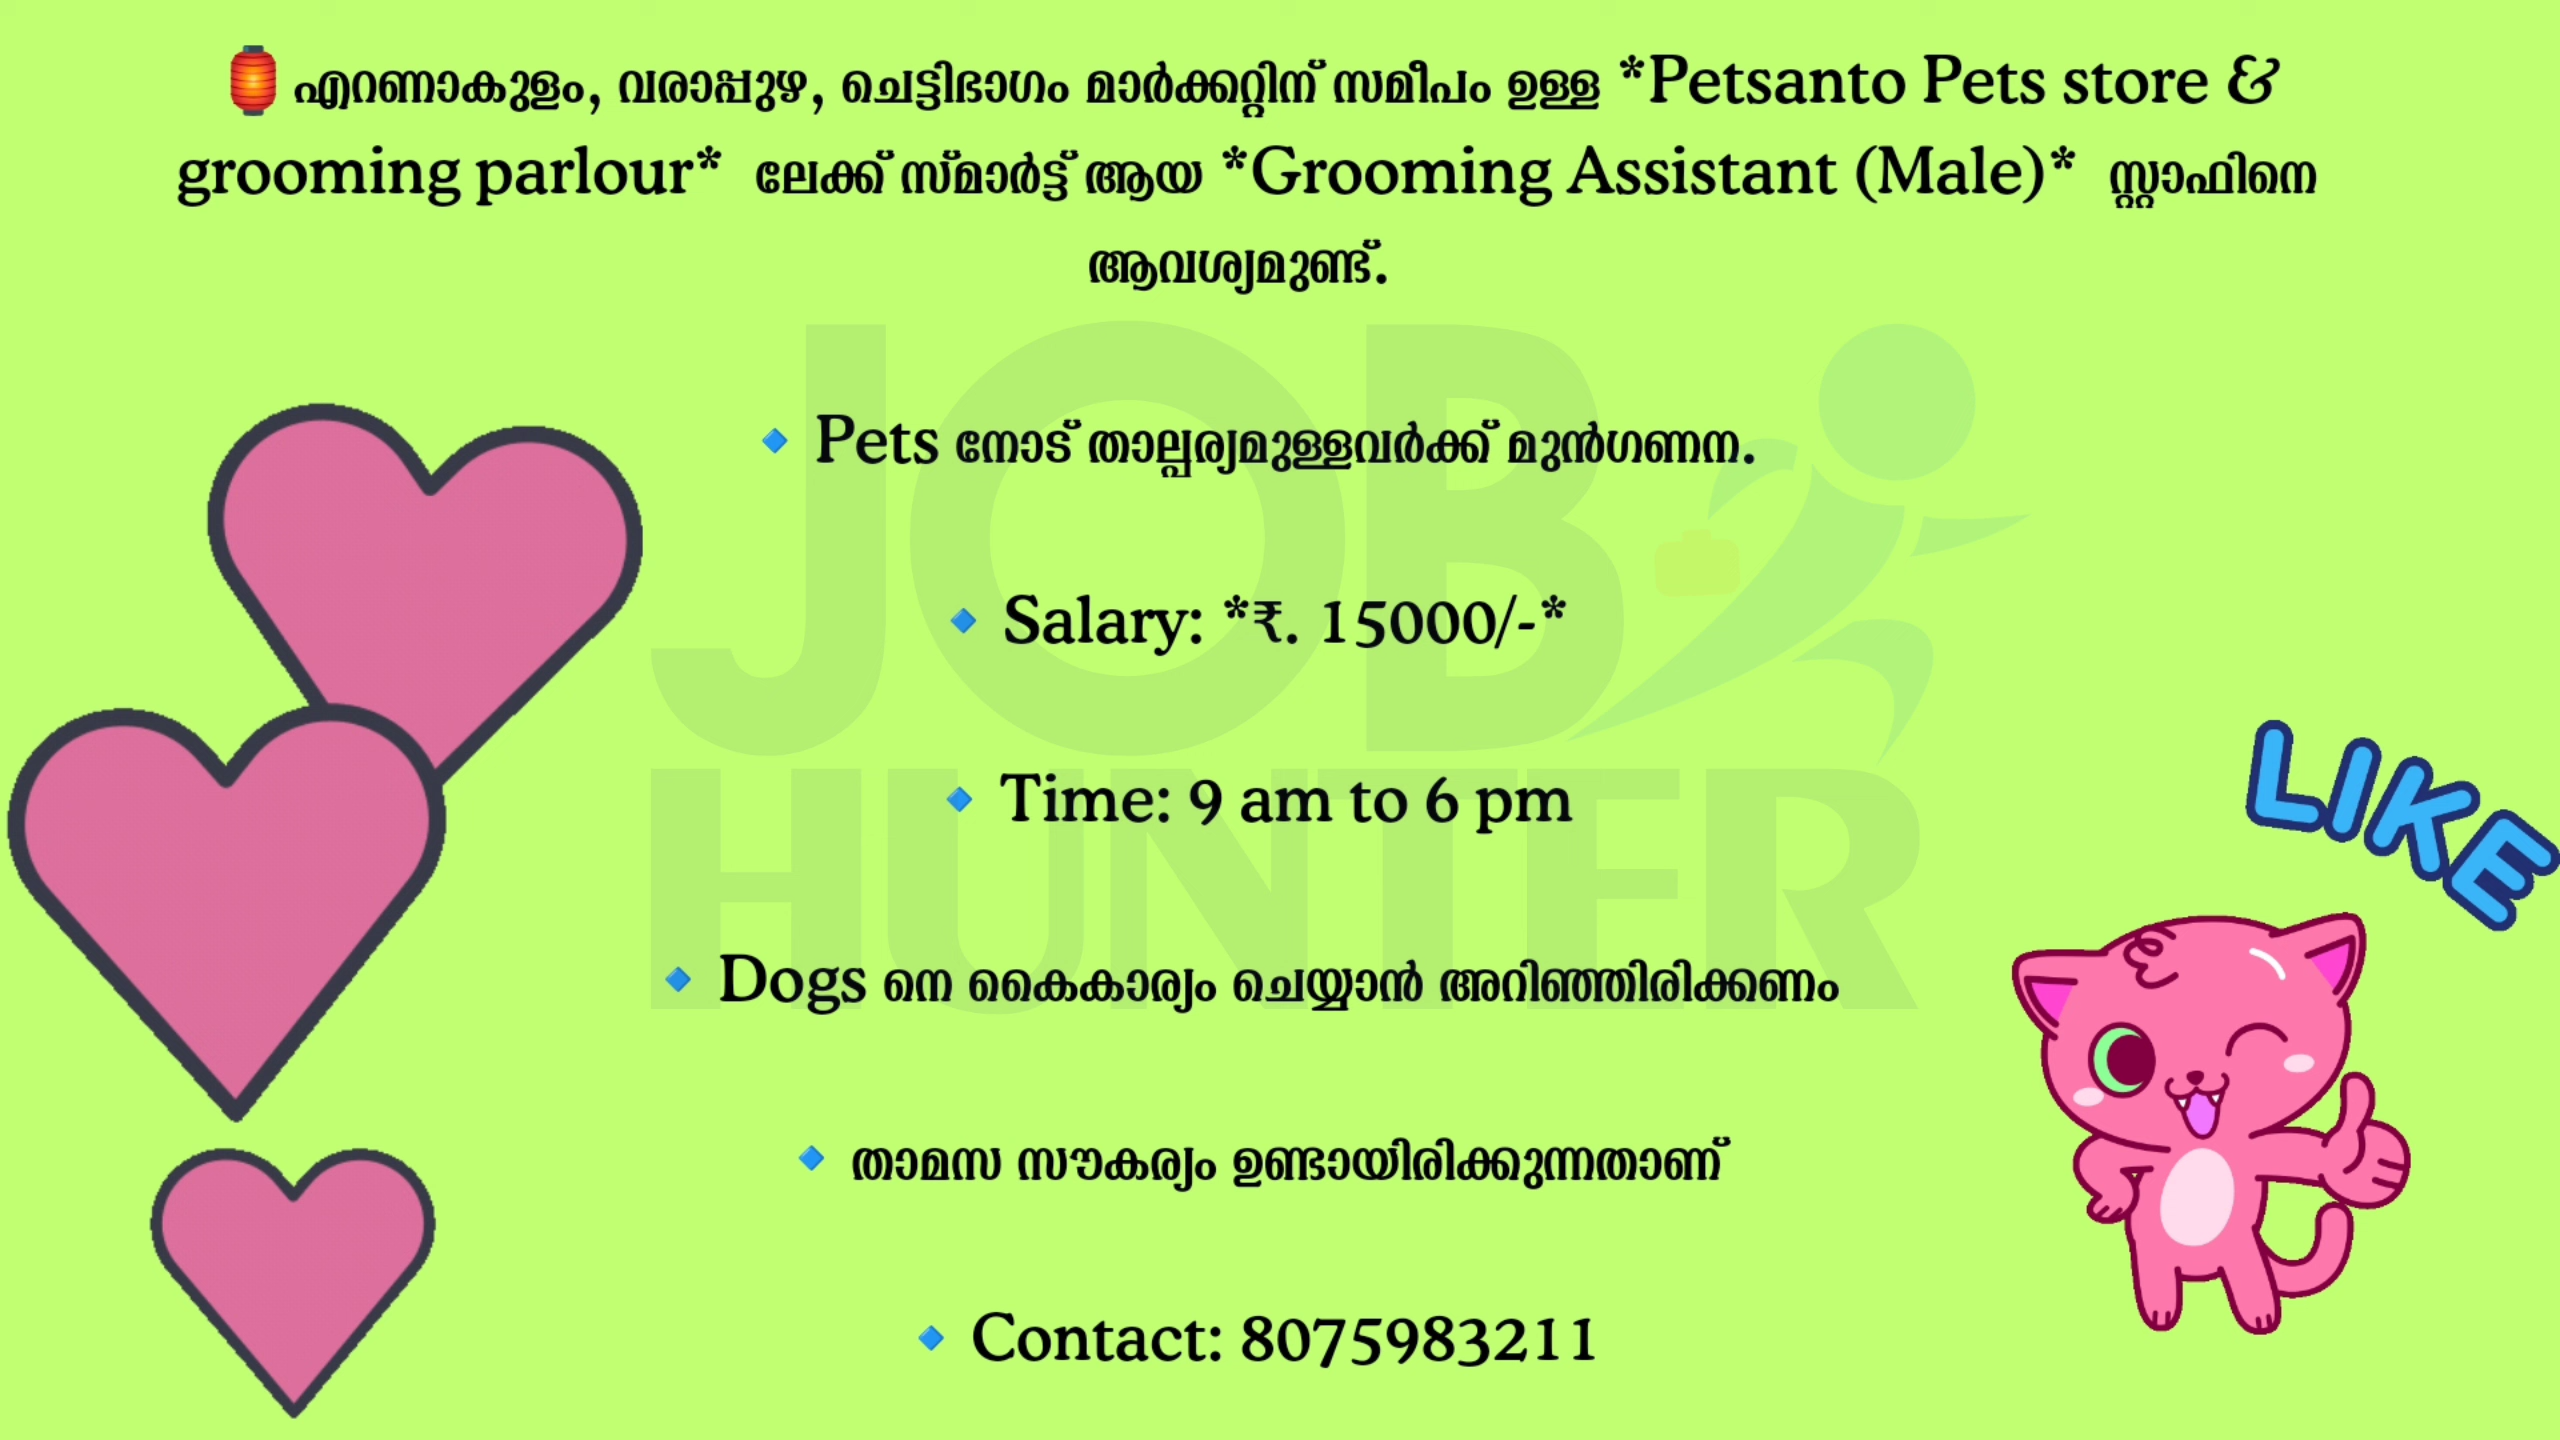 🏮 എറണാകുളം, വരാപ്പുഴ, ചെട്ടിഭാഗം മാർക്കറ്റിന് സമീപം ഉള്ള *Petsanto Pets store &
grooming parlour* ലേക്ക് സ്മാർട്ട് ആയ *Grooming Assistant (Male)* സ്റ്റാഫിനെ
ആവശ്യമുണ്ട്.
🔹 Pets നോട് താല്പര്യമുള്ളവർക്ക് മുൻഗണന.
🔹 Salary: *₹. 15000/-*
🔹 Time: 9 am to 6 pm
🔹 Dogs നെ കൈകാര്യം ചെയ്യാൻ അറിഞ്ഞിരിക്കണം
🔹 താമസ സൗകര്യം ഉണ്ടായിരിക്കുന്നതാണ്
🔹 Contact: 8075983211
LIKE
JOB
HUNTER